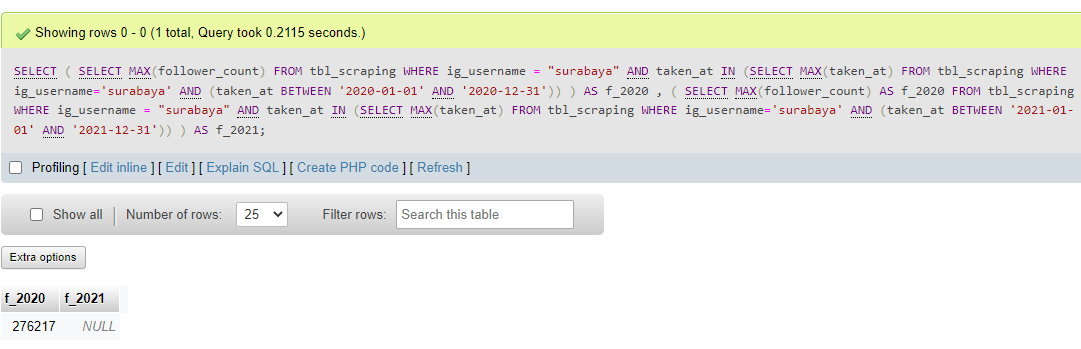 Showing rows 0 - 0 (1 total, Query took 0.2115 seconds.)
SELECT ( SELECT MAX(follower_count) FROM tbl_scraping WHERE ig_username = "surabaya" AND taken_at IN (SELECT MAX(taken_at) FROM tbl_scraping WHERE
ig_username='surabaya' AND (taken_at BETWEEN '2020-01-01' AND '2020-12-31')) ) AS f_2020 , ( SELECT MAX(follower_count) AS f_2020 FROM tbl_scraping
WHERE ig_username = "surabaya" AND taken_at IN (SELECT MAX(taken_at) FROM tbl_scraping WHERE ig_username='surabaya' AND (taken_at BETWEEN '2021-01-
01' AND '2021-12-31')) ) AS f_2021;
Profiling [ Edit inline ] [ Edit ] [ Explain SQL ] [ Create PHP code ] [ Refresh ]
Show all Number of rows: 25 Filter rows: Search this table
Extra options
f_2020 f_2021
276217 NULL